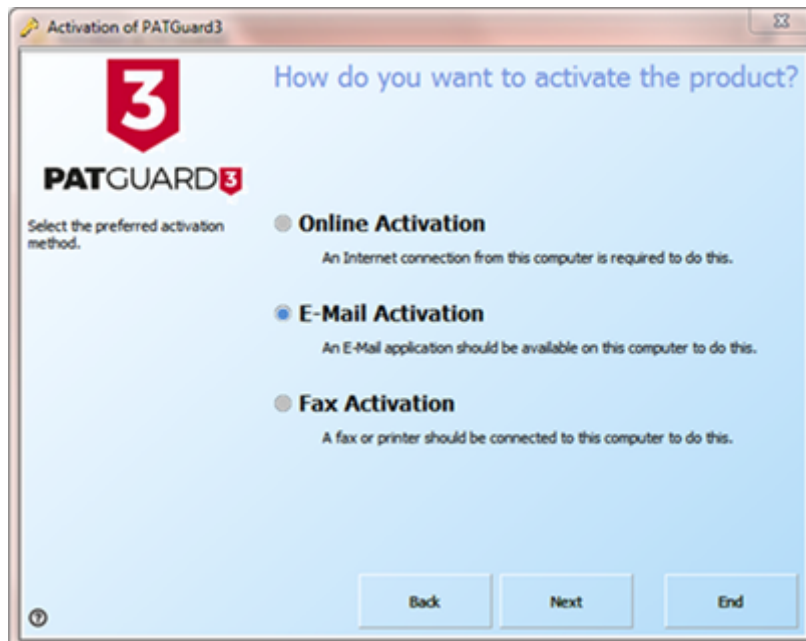 Activation of PATGuard3
How do you want to activate the product?
3
PATGUARD3
Select the preferred activation
method.
Online Activation
An Internet connection from this computer is required to do this.
E-Mail Activation
An E-Mail application should be available on this computer to do this.
Fax Activation
A fax or printer should be connected to this computer to do this.
Back
Next
End